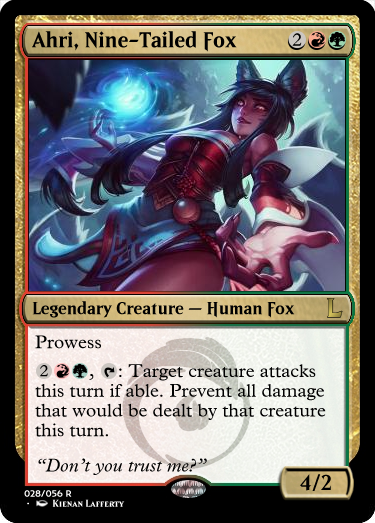 Ahri, Nine-Tailed Fox 2
Legendary Creature — Human Fox L
Prowess
2, : Target creature attacks
this turn if able. Prevent all damage
that would be dealt by that creature
this turn.
“Don't you trust me?”
4/2
028/056 R
· Kienan Lafferty